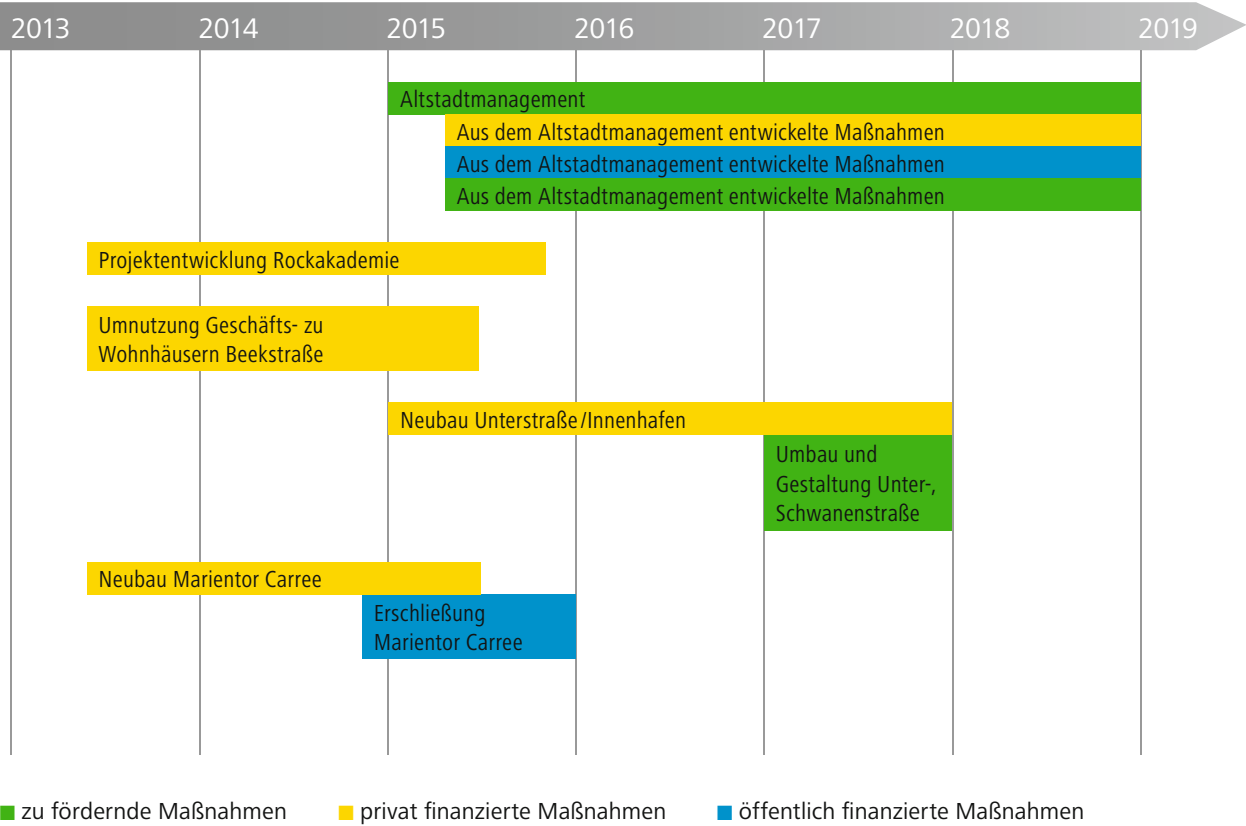 2013 2014 2015 2016 2017 2018 2019
Altstadtmanagement
Aus dem Altstadtmanagement entwickelte Maßnahmen
Aus dem Altstadtmanagement entwickelte Maßnahmen
Aus dem Altstadtmanagement entwickelte Maßnahmen
Projektentwicklung Rockakademie
Umnutzung Geschäfts- zu
Wohnhäusern Beekstraße
Neubau Unterstraße/Innenhafen
Umbau und
Gestaltung Unter-,
Schwanenstraße
Neubau Marientor Carree
Erschließung
Marientor Carree
zu fördernde Maßnahmen privat finanzierte Maßnahmen öffentlich finanzierte Maßnahmen